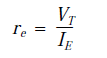 r_e = V_T / I_E